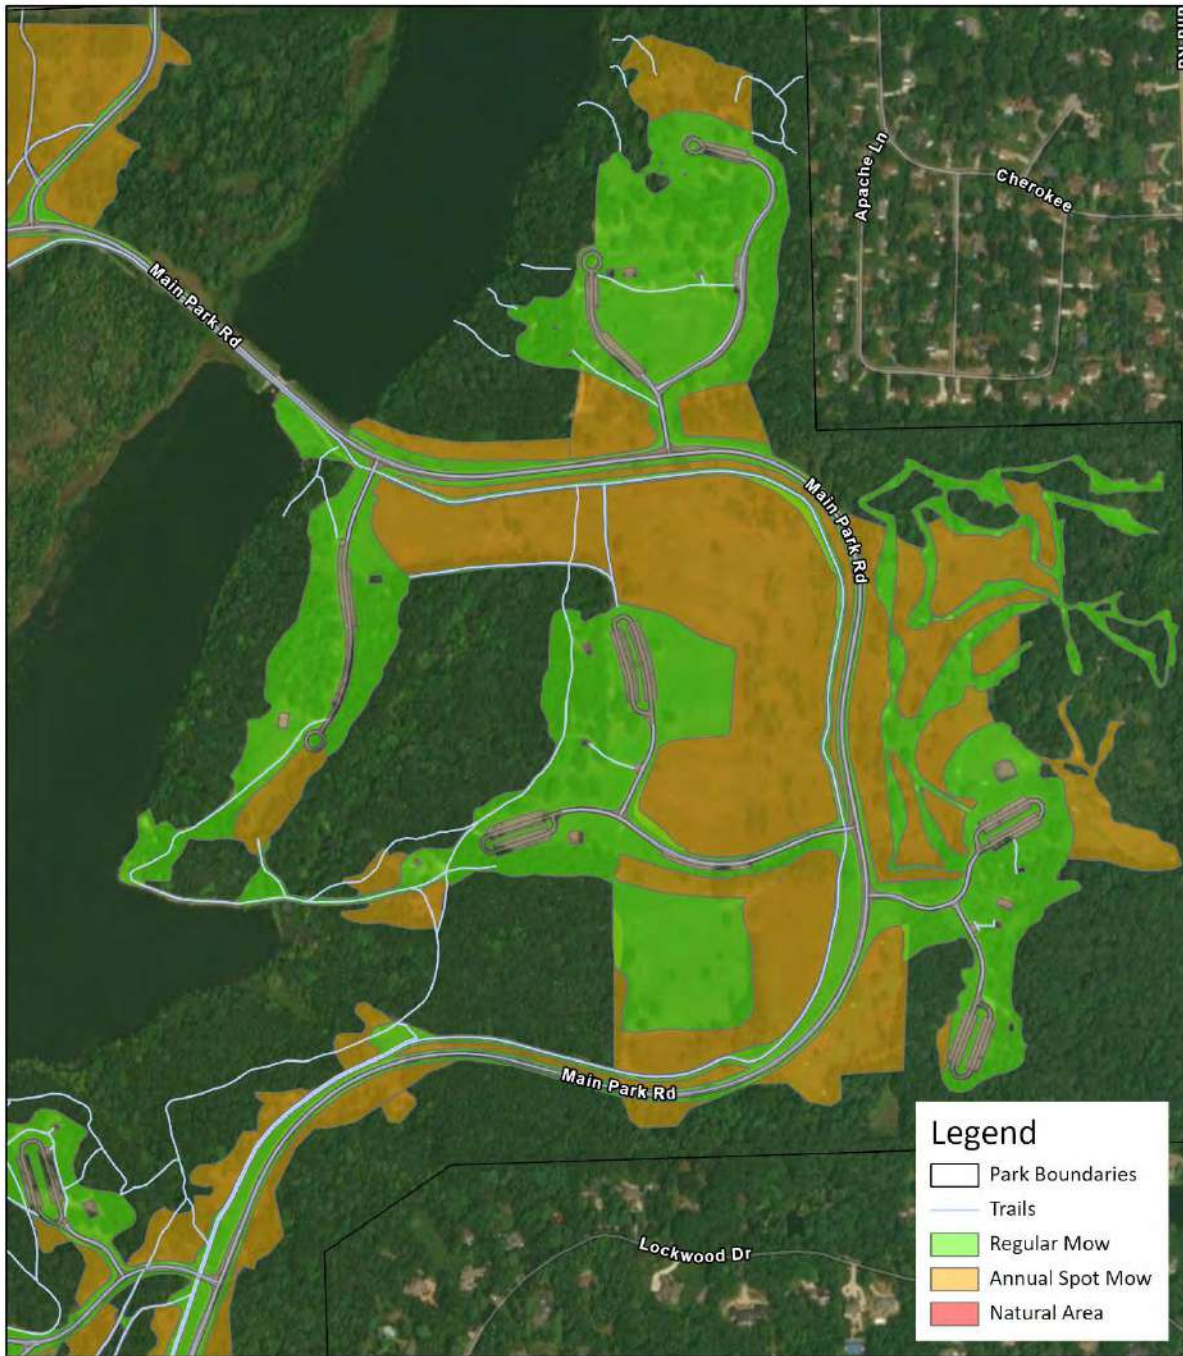 Apache Ln
Cherokee
Main Park Rd
Main Park Rd
Main Park Rd
Lockwood Dr
Legend
Park Boundaries
Trails
Regular Mow
Annual Spot Mow
Natural Area